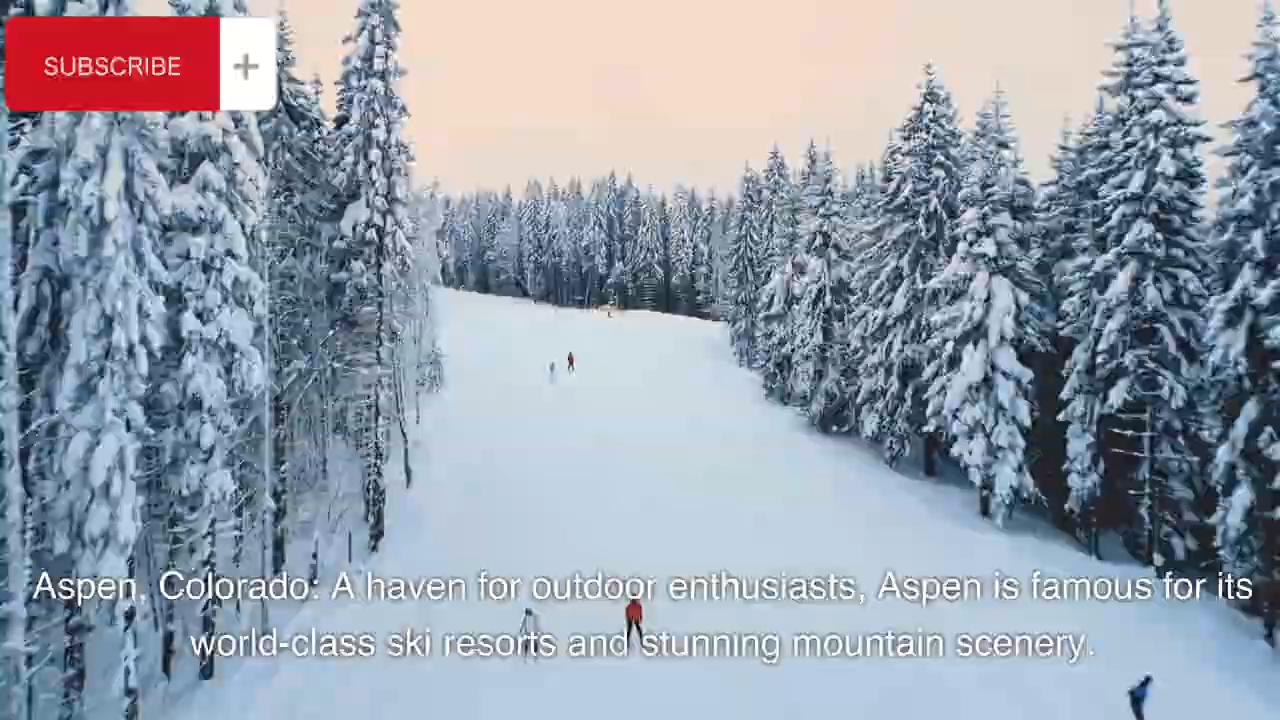 SUBSCRIBE +
Aspen, Colorado: A haven for outdoor enthusiasts, Aspen is famous for its
world-class ski resorts and stunning mountain scenery.